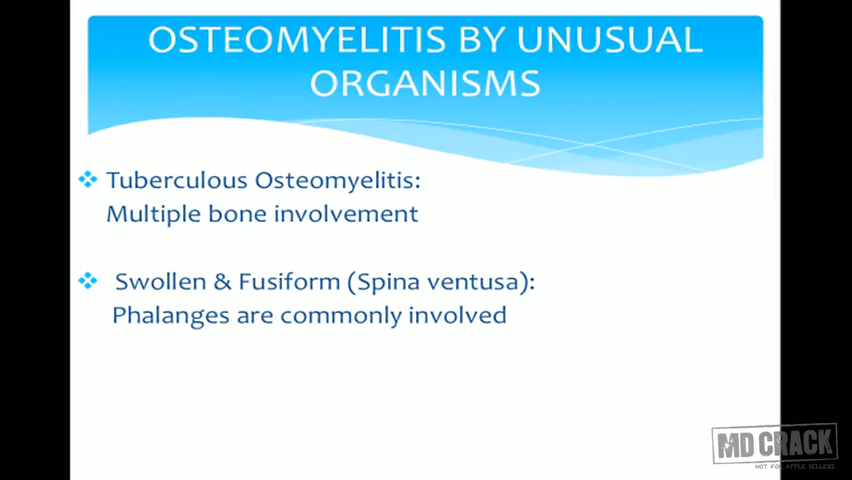 OSTEOMYELITIS BY UNUSUAL
ORGANISMS
Tuberculous Osteomyelitis:
Multiple bone involvement
Swollen & Fusiform (Spina ventusa):
Phalanges are commonly involved
MD CRACK
NOT FOR APPLE SELLERS